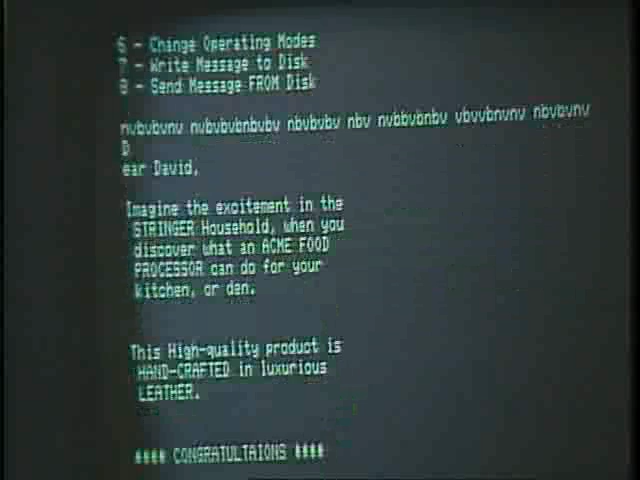 6 - Change Operating Modes
7 - Write Message to Disk
8 - Send Message FROM Disk
nvbvbvnv nvbvbvbnbvbv nbvbvbv nbv nvbbvbnbv vbvvbnvnv nbvbvnv
D
ear David,
Imagine the excitement in the
STRINGER Household, when you
discover what an ACME FOOD
PROCESSOR can do for your
kitchen, or den.
This High-quality product is
HAND-CRAFTED in luxurious
LEATHER.
#### CONGRATULTAIONS ####